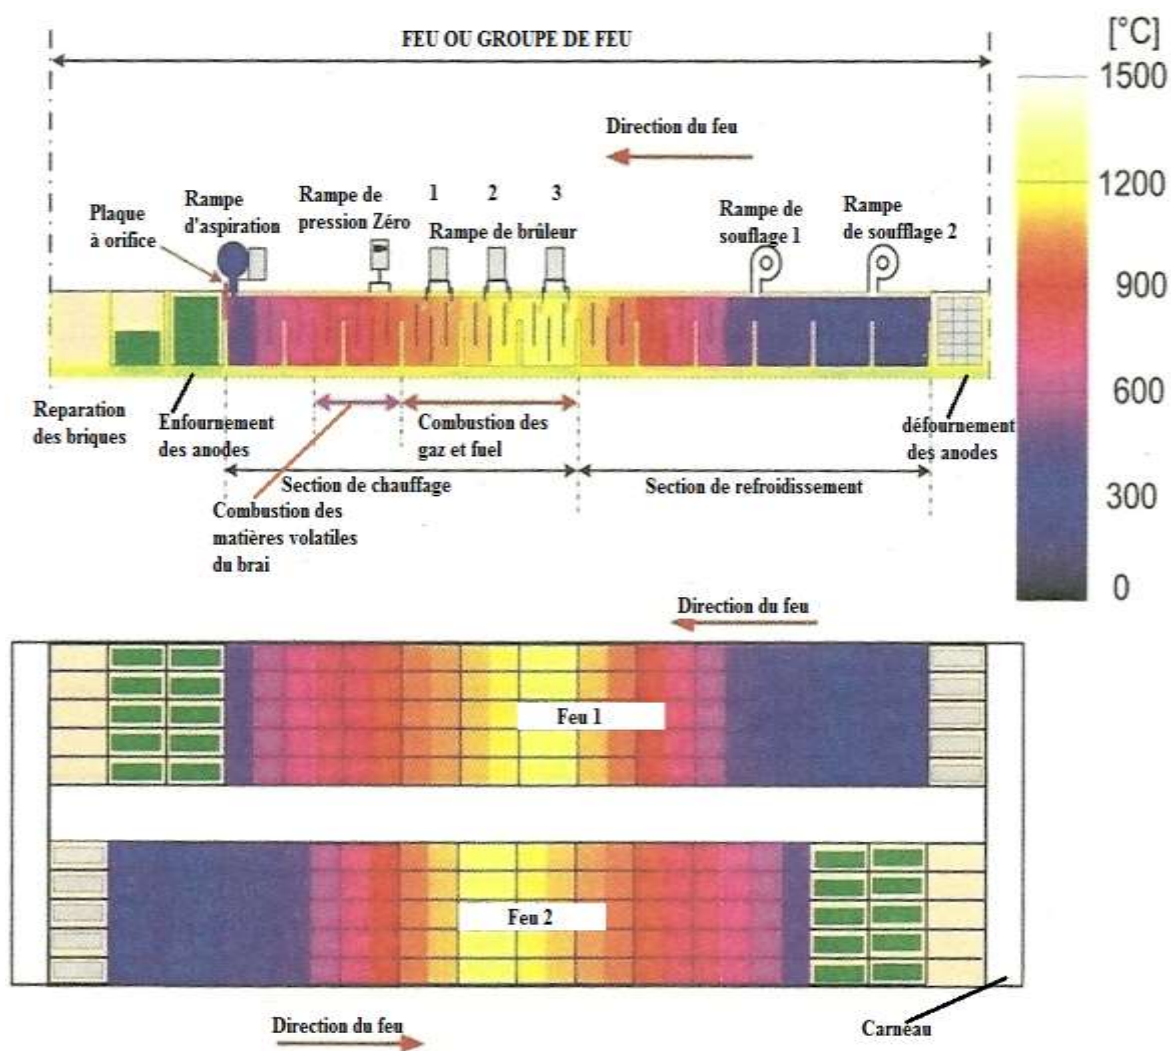 FEU OU GROUPE DE FEU
[°C]
1500
1200
900
600
300
0
Direction du feu
Plaque
à orifice
Rampe
d'aspiration
Rampe de
pression Zéro
1 2 3
Rampe de brûleur
Rampe de
souflage 1
Rampe
de soufflage 2
Reparation
des briques
Enfournement
des anodes
Combustion des
gaz et fuel
défournement
des anodes
Section de chauffage
Section de refroidissement
Combustion des
matières volatiles
du brai
Direction du feu
Feu 1
Feu 2
Direction du feu
Carneau